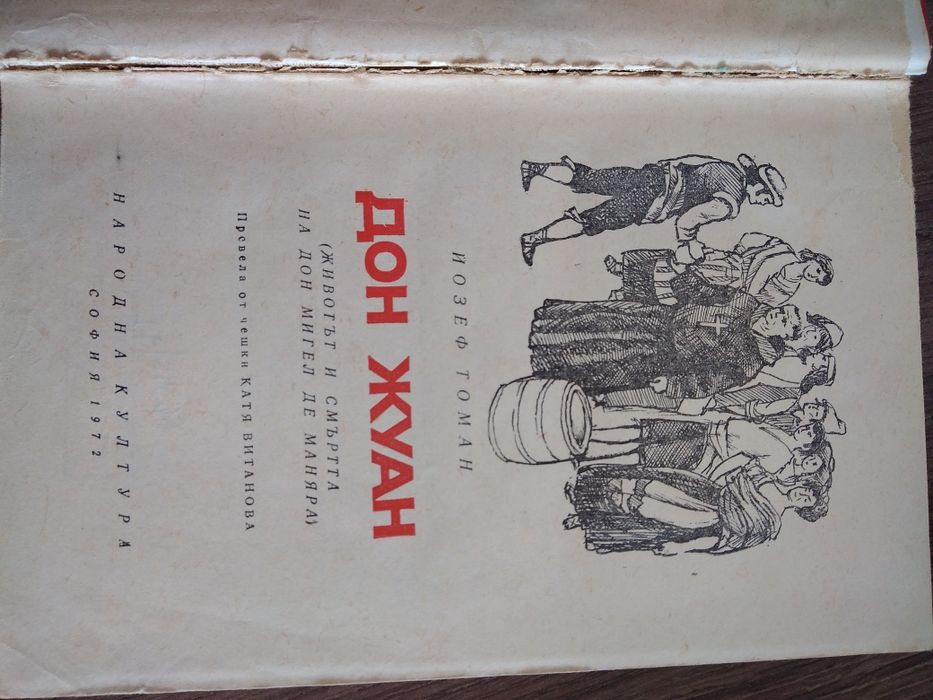 ЙОЗЕФ ТОМАН
ДОН ЖУАН
(ЖИВОТЪТ И СМЪРТТА
НА ДОН МИГЕЛ ДЕ МАНЯРА)
Превела от чешки КАТЯ ВИТАНОВА
НАРОДНА КУЛТУРА
СОФИЯ 1972